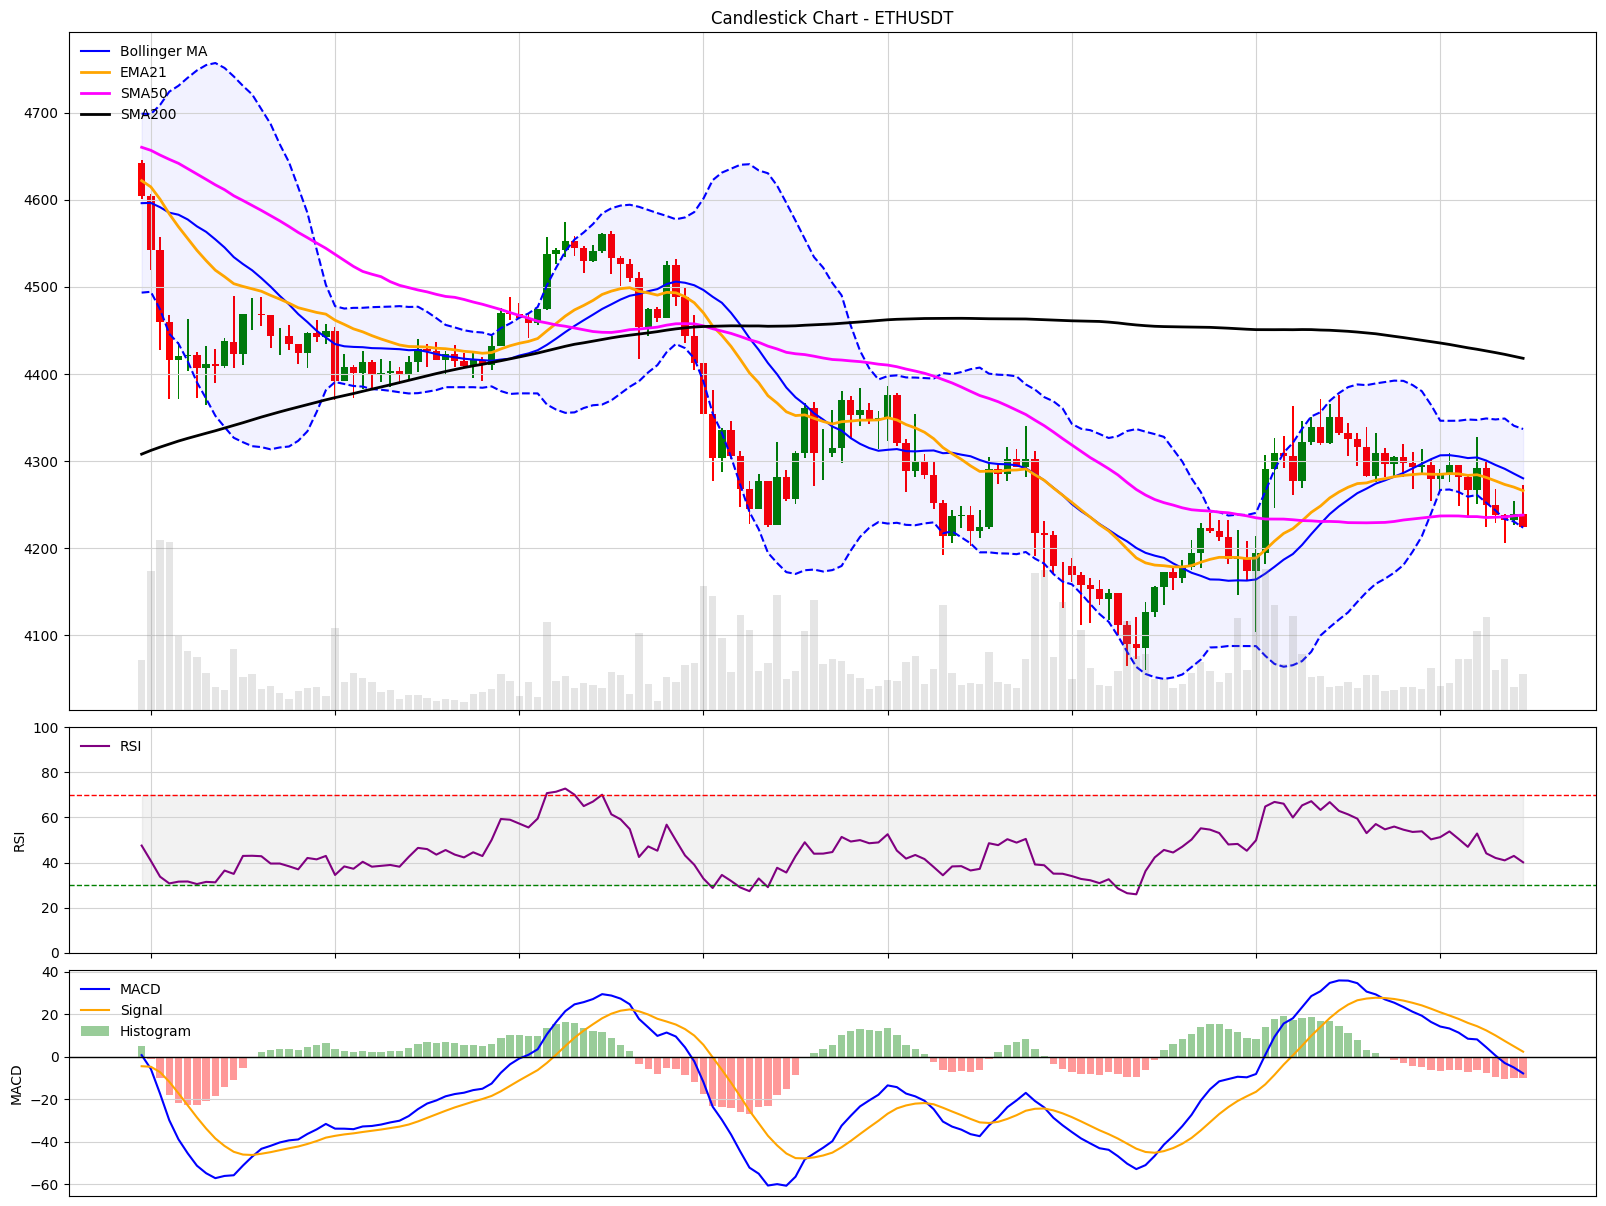 Candlestick Chart - ETHUSDT
Bollinger MA
EMA21
SMA50
SMA200
4700
4600
4500
4400
4300
4200
4100
100
80
60
40
20
0
RSI
RSI
40
20
0
−20
−40
−60
MACD
MACD
Signal
Histogram